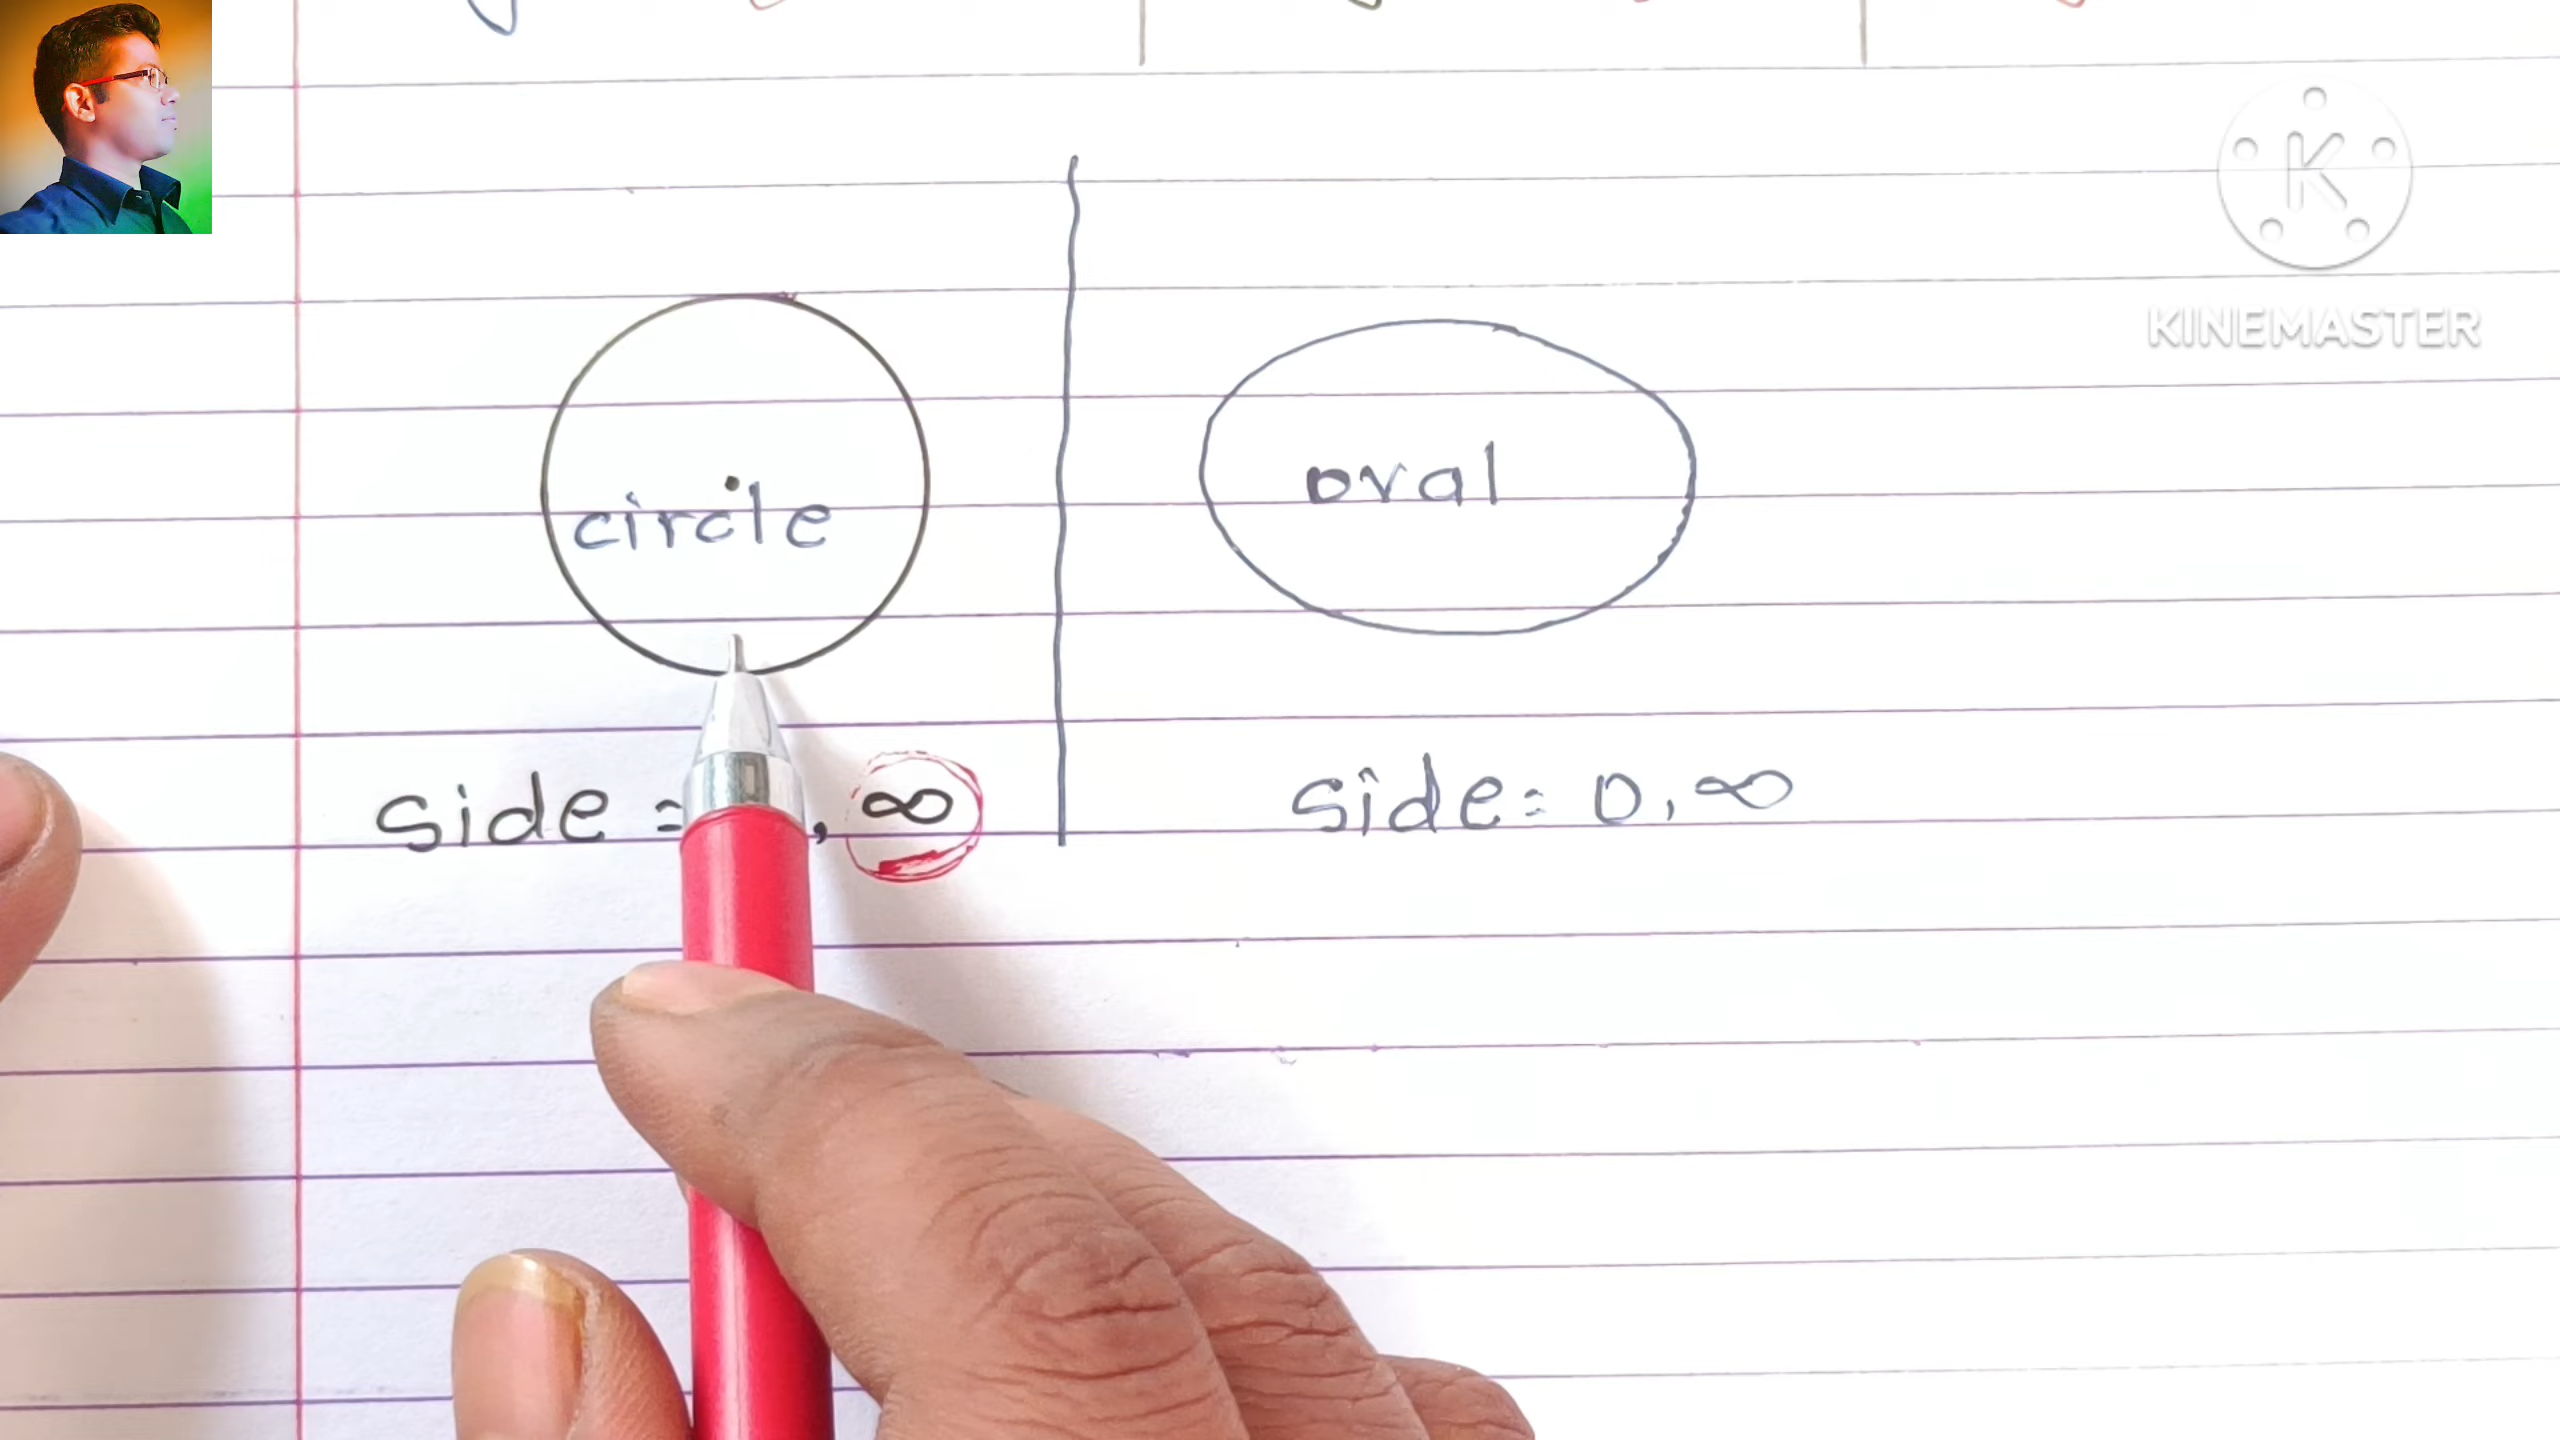 K
KINEMASTER
circle
oval
side = , ∞
side = 0, ∞